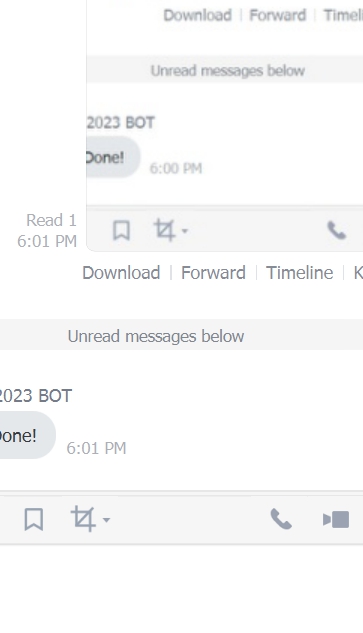 Download | Forward | Timeli
Unread messages below
2023 BOT
Done!
6:00 PM
Read 1
6:01 PM
Download | Forward | Timeline | K
Unread messages below
2023 BOT
Done!
6:01 PM